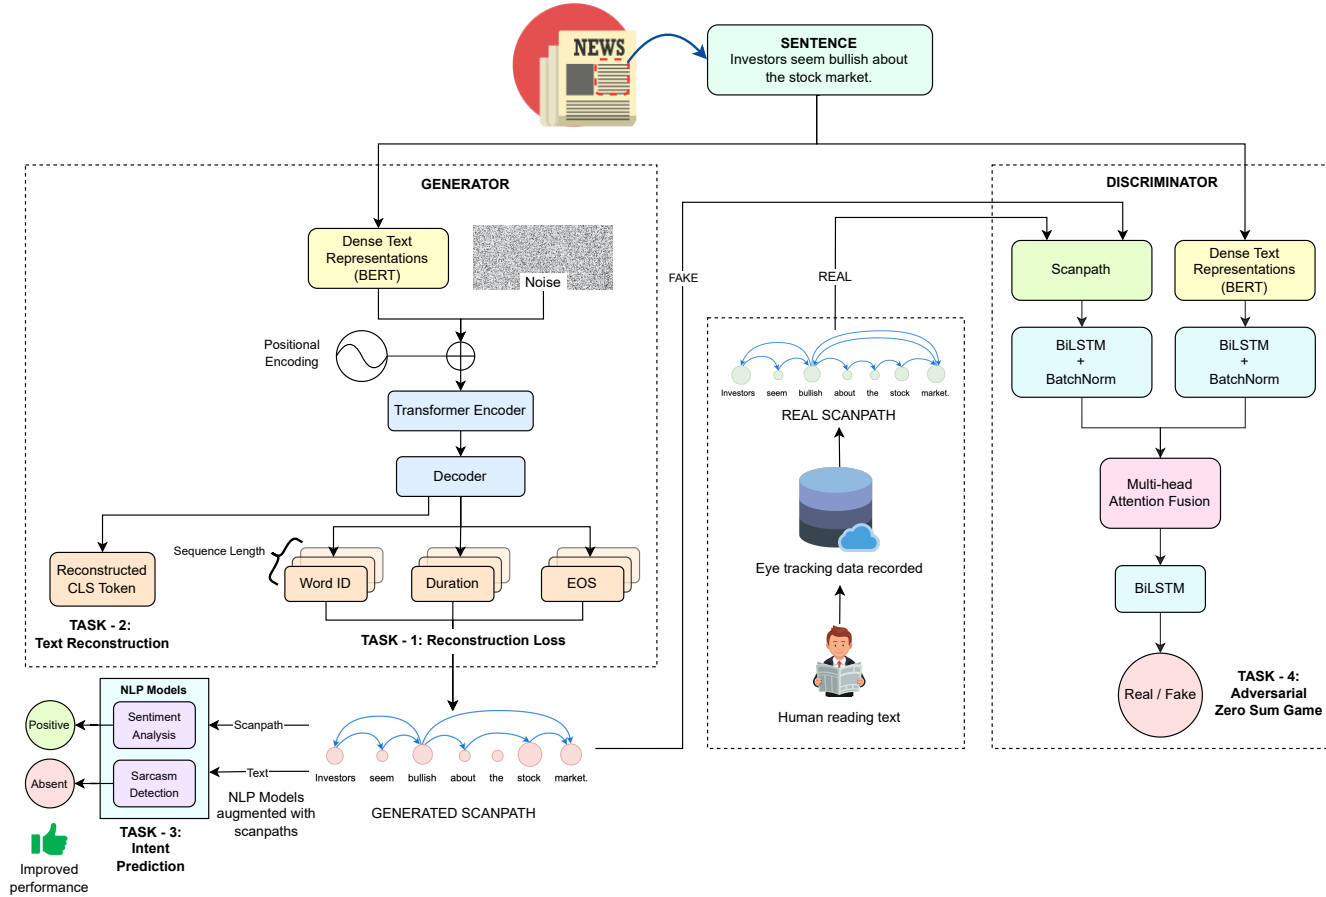 NEWS
SENTENCE
Investors seem bullish about
the stock market.
GENERATOR
Dense Text
Representations
(BERT)
Noise
Positional
Encoding
Transformer Encoder
Decoder
Sequence Length
Reconstructed
CLS Token
Word ID
Duration
EOS
TASK - 2:
Text Reconstruction
TASK - 1: Reconstruction Loss
NLP Models
Positive
Sentiment
Analysis
Scanpath
Absent
Sarcasm
Detection
Text
NLP Models
augmented with
scanpaths
TASK - 3:
Intent
Prediction
Improved
performance
Investors seem bullish about the stock market.
GENERATED SCANPATH
FAKE
REAL
Investors seem bullish about the stock market.
REAL SCANPATH
Eye tracking data recorded
Human reading text
DISCRIMINATOR
Scanpath
Dense Text
Representations
(BERT)
BiLSTM
+
BatchNorm
BiLSTM
+
BatchNorm
Multi-head
Attention Fusion
BiLSTM
Real / Fake
TASK - 4:
Adversarial
Zero Sum Game